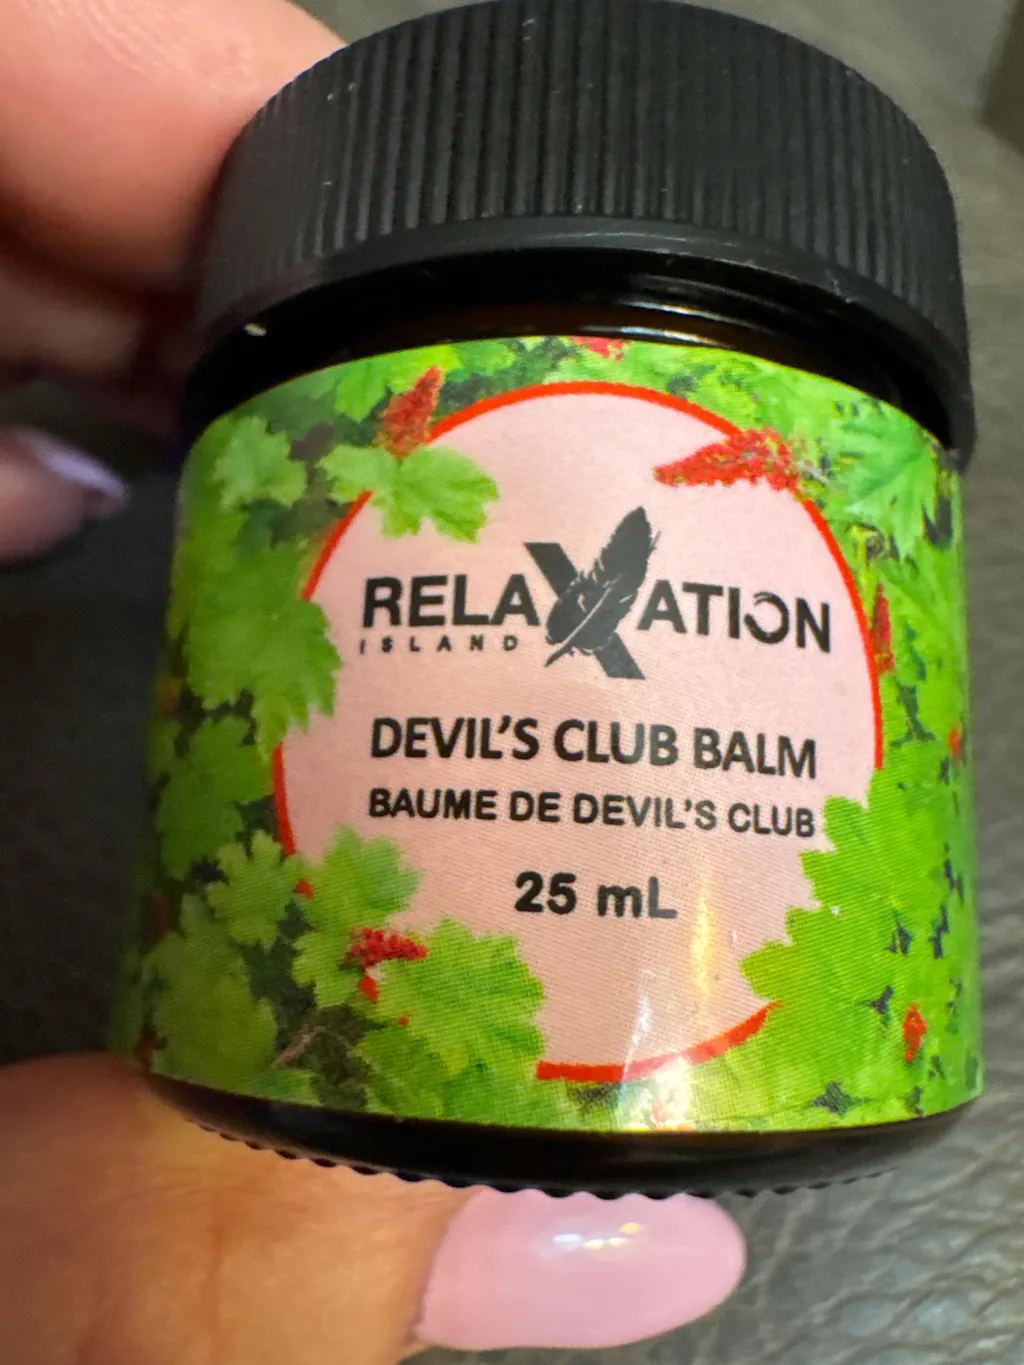 RELAXATION
ISLAND
DEVIL'S CLUB BALM
BAUME DE DEVIL'S CLUB
25 mL